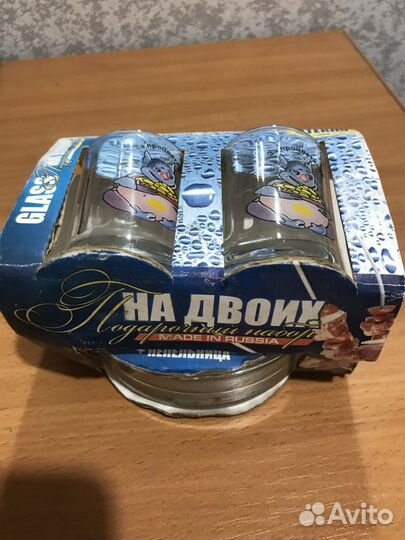 GLASS
НА ДВОИХ
Подарочный набор
MADE IN RUSSIA
+ ПЕПЕЛЬНИЦА
Avito